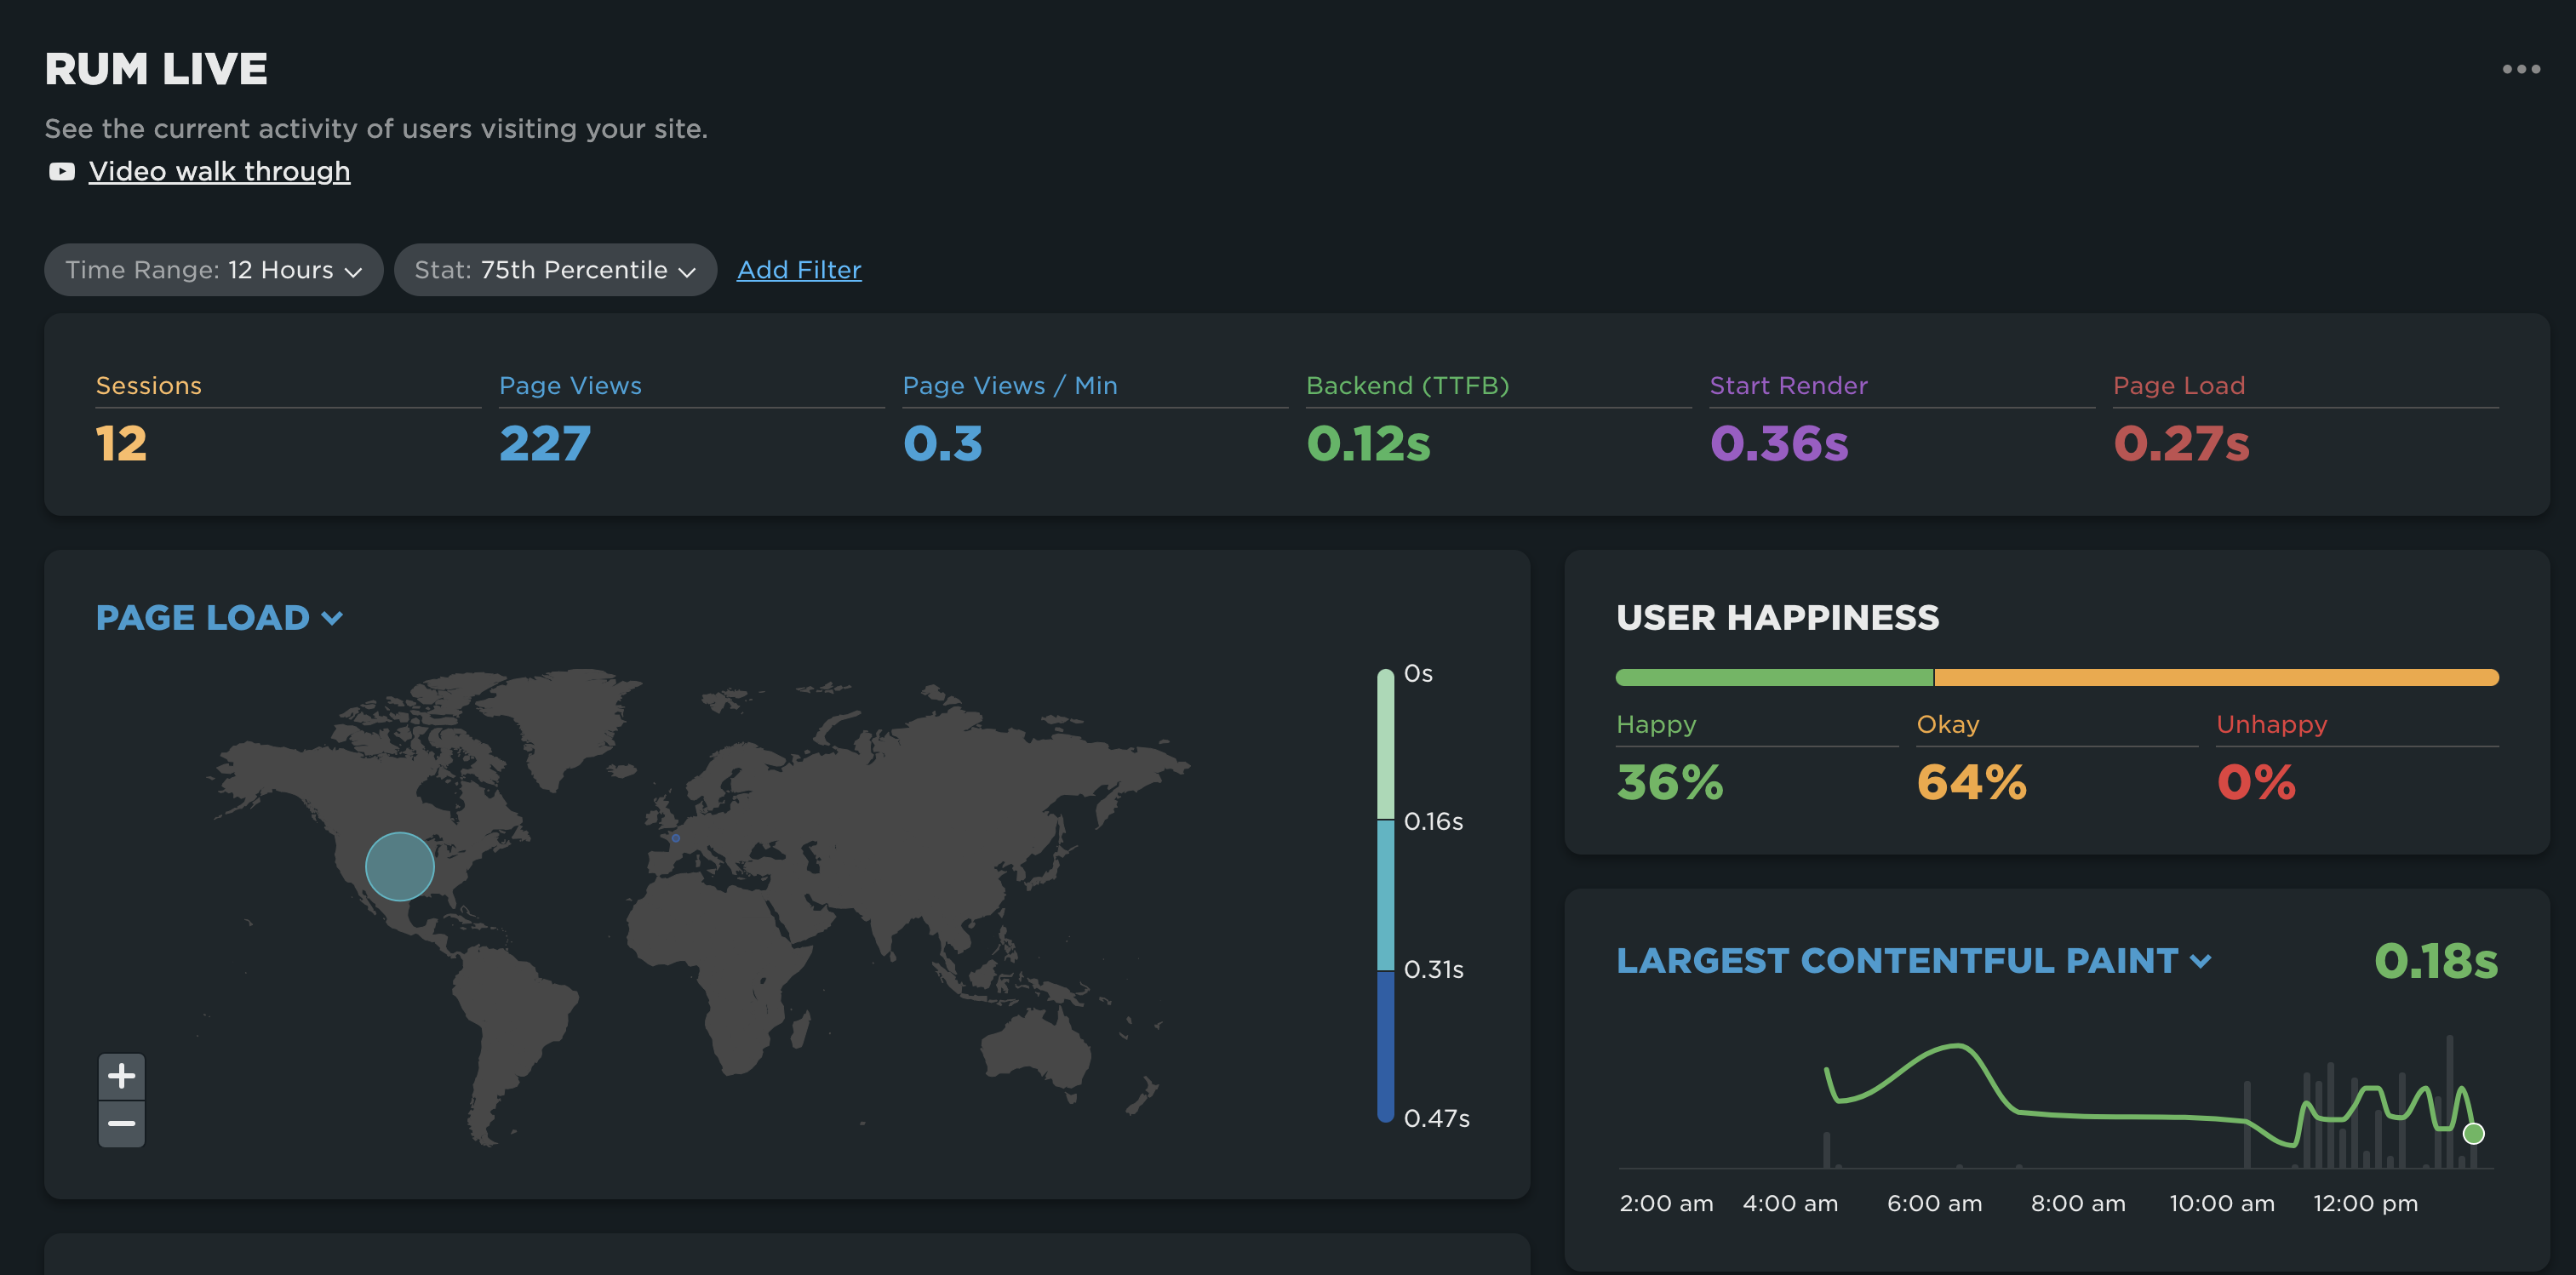 RUM LIVE
See the current activity of users visiting your site.
Video walk through
Time Range: 12 Hours
Stat: 75th Percentile
Add Filter
Sessions
12
Page Views
227
Page Views / Min
0.3
Backend (TTFB)
0.12s
Start Render
0.36s
Page Load
0.27s
PAGE LOAD
0s
0.16s
0.31s
0.47s
USER HAPPINESS
Happy
36%
Okay
64%
Unhappy
0%
LARGEST CONTENTFUL PAINT
0.18s
2:00 am 4:00 am 6:00 am 8:00 am 10:00 am 12:00 pm